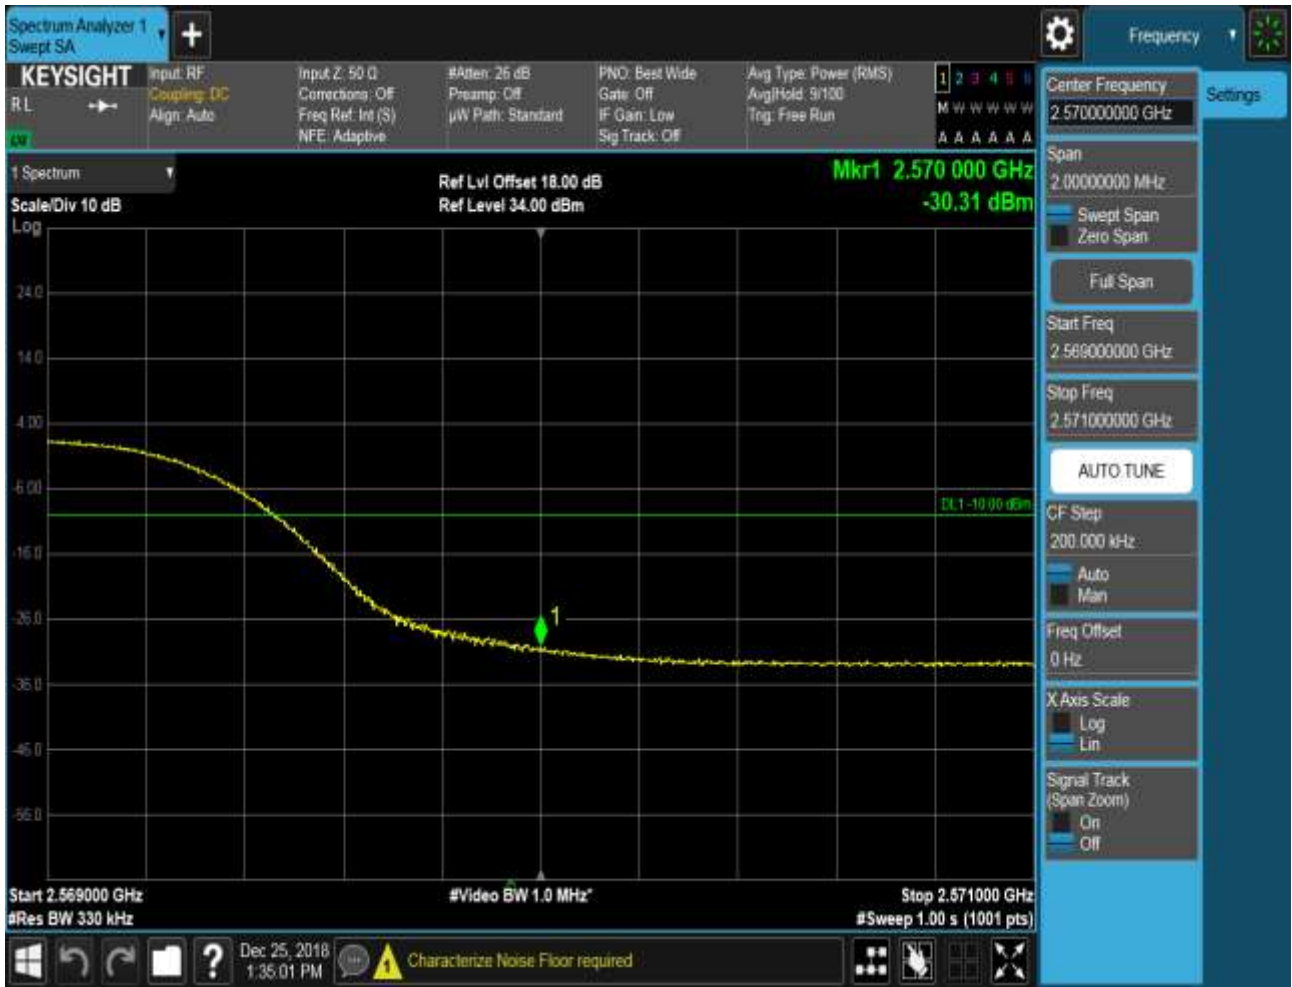 Spectrum Analyzer 1
Swept SA
+
Frequency
KEYSIGHT
RL
Input: RF
Coupling: DC
Align: Auto
Input Z: 50 Ω
Corrections: Off
Freq Ref: Int (S)
NFE: Adaptive
#Atten: 26 dB
Preamp: Off
µW Path: Standard
PNO: Best Wide
Gate: Off
IF Gain: Low
Sig Track: Off
Avg Type: Power (RMS)
Avg|Hold: 9/100
Trig: Free Run
1 2 3 4 5 6
M W W W W W
A A A A A A
1 Spectrum
Scale/Div 10 dB
Log
Ref Lvl Offset 18.00 dB
Ref Level 34.00 dBm
Mkr1 2.570 000 GHz
-30.31 dBm
24.0
14.0
4.00
-6.00
-16.0
-26.0
-36.0
-46.0
-56.0
DL1 -10.00 dBm
1
Start 2.569000 GHz
#Res BW 330 kHz
#Video BW 1.0 MHz*
Stop 2.571000 GHz
#Sweep 1.00 s (1001 pts)
Center Frequency
2.570000000 GHz
Settings
Span
2.00000000 MHz
Swept Span
Zero Span
Full Span
Start Freq
2.569000000 GHz
Stop Freq
2.571000000 GHz
AUTO TUNE
CF Step
200.000 kHz
Auto
Man
Freq Offset
0 Hz
X Axis Scale
Log
Lin
Signal Track
(Span Zoom)
On
Off
?
Dec 25, 2018
1:35:01 PM
1
Characterize Noise Floor required